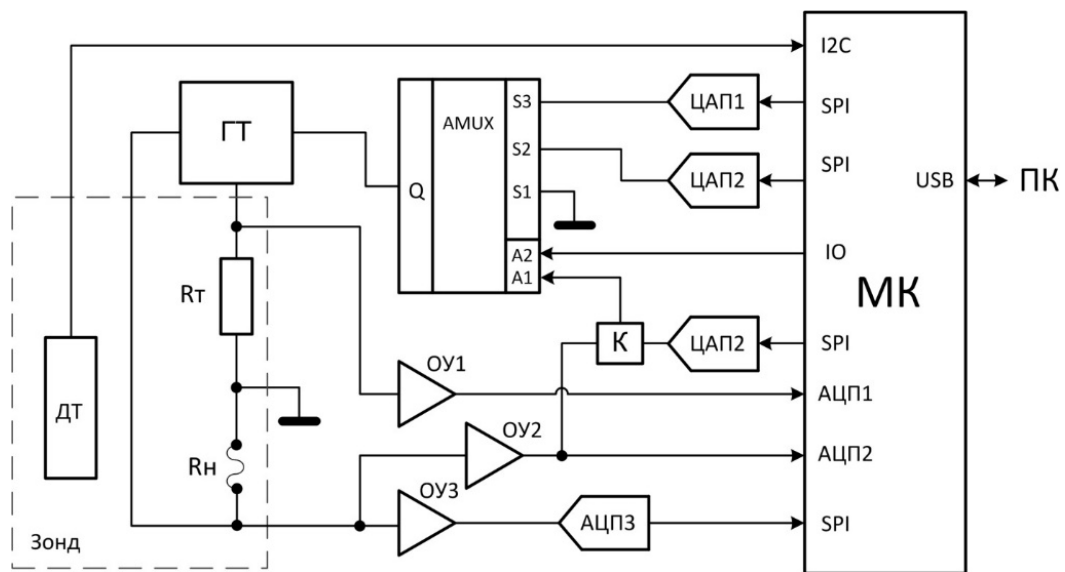 I2C
ГТ
AMUX
S3
S2
S1
Q
A2
A1
ЦАП1
SPI
ЦАП2
SPI
USB
ПК
IO
МК
Rт
К
ЦАП2
SPI
ОУ1
АЦП1
ДТ
ОУ2
АЦП2
Rн
ОУ3
АЦП3
SPI
Зонд